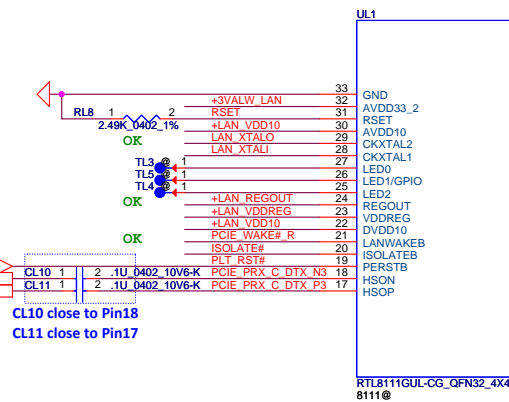 UL1
33 GND
+3VALW_LAN 32 AVDD33_2
RL8 1 2 RSET 31 RSET
2.49K_0402_1% +LAN_VDD10 30 AVDD10
OK LAN_XTALO 29 CKXTAL2
LAN_XTALI 28 CKXTAL1
TL3 @ 1 27 LED0
TL5 @ 1 26 LED1/GPIO
TL4 @ 1 25 LED2
OK +LAN_REGOUT 24 REGOUT
+LAN_VDDREG 23 VDDREG
+LAN_VDD10 22 DVDD10
OK PCIE_WAKE#_R 21 LANWAKEB
ISOLATE# 20 ISOLATEB
PLT_RST# 19 PERSTB
CL10 1 2 .1U_0402_10V6-K PCIE_PRX_C_DTX_N3 18 HSON
CL11 1 2 .1U_0402_10V6-K PCIE_PRX_C_DTX_P3 17 HSOP
CL10 close to Pin18
CL11 close to Pin17
RTL8111GUL-CG_QFN32_4X4
8111@